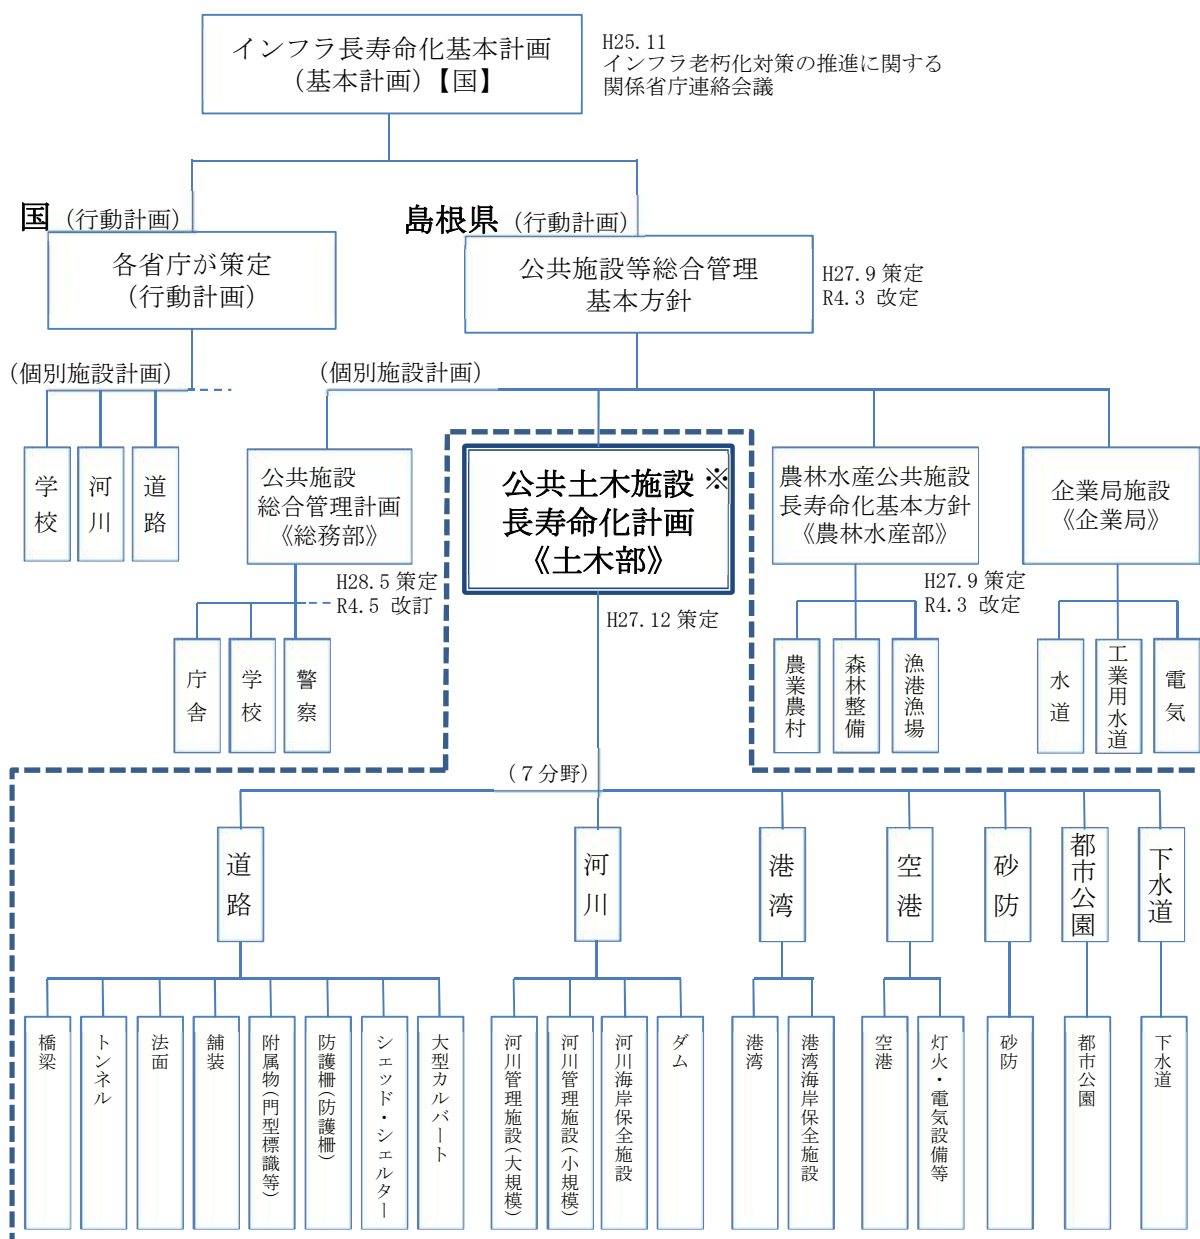 インフラ長寿命化基本計画
(基本計画)【国】
H25.11
インフラ老朽化対策の推進に関する
関係省庁連絡会議
国 (行動計画)
各省庁が策定
(行動計画)
島根県 (行動計画)
公共施設等総合管理
基本方針
H27.9 策定
R4.3 改定
(個別施設計画)
学校
河川
道路
(個別施設計画)
公共施設
総合管理計画
《総務部》
H28.5 策定
R4.5 改訂
庁舎
学校
警察
公共土木施設※
長寿命化計画
《土木部》
H27.12 策定
農林水産公共施設
長寿命化基本方針
《農林水産部》
H27.9 策定
R4.3 改定
農業農村
森林整備
漁港漁場
企業局施設
《企業局》
水道
工業用水道
電気
(７分野)
道路
河川
港湾
空港
砂防
都市公園
下水道
橋梁
トンネル
法面
舗装
附属物(門型標識等)
防護柵(防護柵)
シェッド・シェルター
大型カルバート
河川管理施設(大規模)
河川管理施設(小規模)
河川海岸保全施設
ダム
港湾
港湾海岸保全施設
空港
灯火・電気設備等
砂防
都市公園
下水道